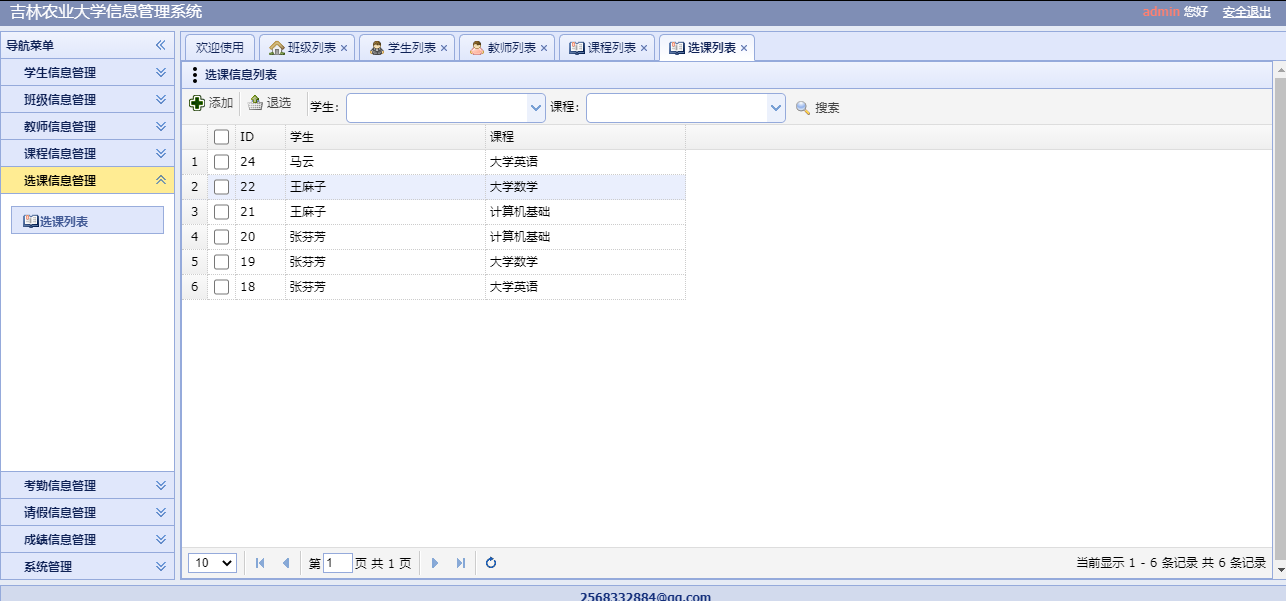 吉林农业大学信息管理系统
admin 您好 安全退出
导航菜单
学生信息管理
班级信息管理
教师信息管理
课程信息管理
选课信息管理
选课列表
考勤信息管理
请假信息管理
成绩信息管理
系统管理
欢迎使用 班级列表 学生列表 教师列表 课程列表 选课列表
选课信息列表
添加 退选 学生: 课程: 搜索
ID 学生 课程
1 24 马云 大学英语
2 22 王麻子 大学数学
3 21 王麻子 计算机基础
4 20 张芬芳 计算机基础
5 19 张芬芳 大学数学
6 18 张芬芳 大学英语
10 第 1 页 共 1 页 当前显示 1 - 6 条记录 共 6 条记录
2568332884@qq.com